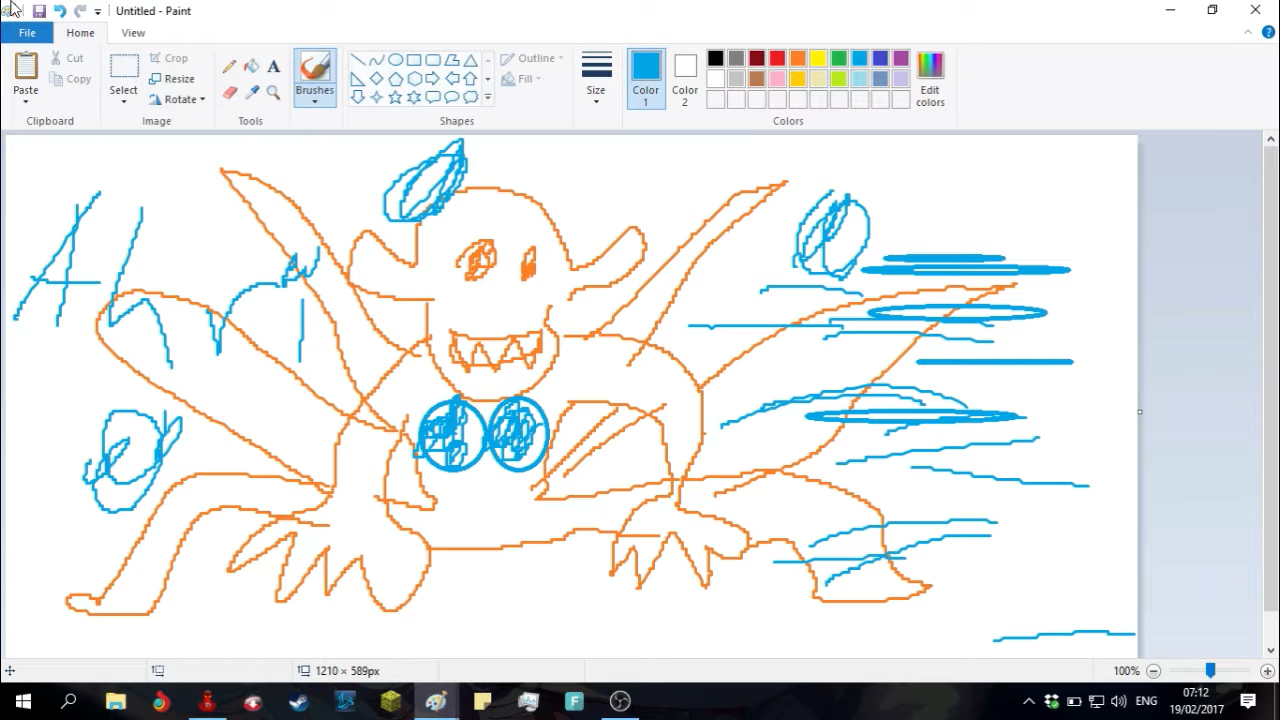 Untitled - Paint
File Home View
Paste Cut Copy Select Crop Resize Rotate Brushes Outline Fill Size Color 1 Color 2 Edit colors
Clipboard Image Tools Shapes Colors
1210 × 589px 100%
ENG 07:12 19/02/2017